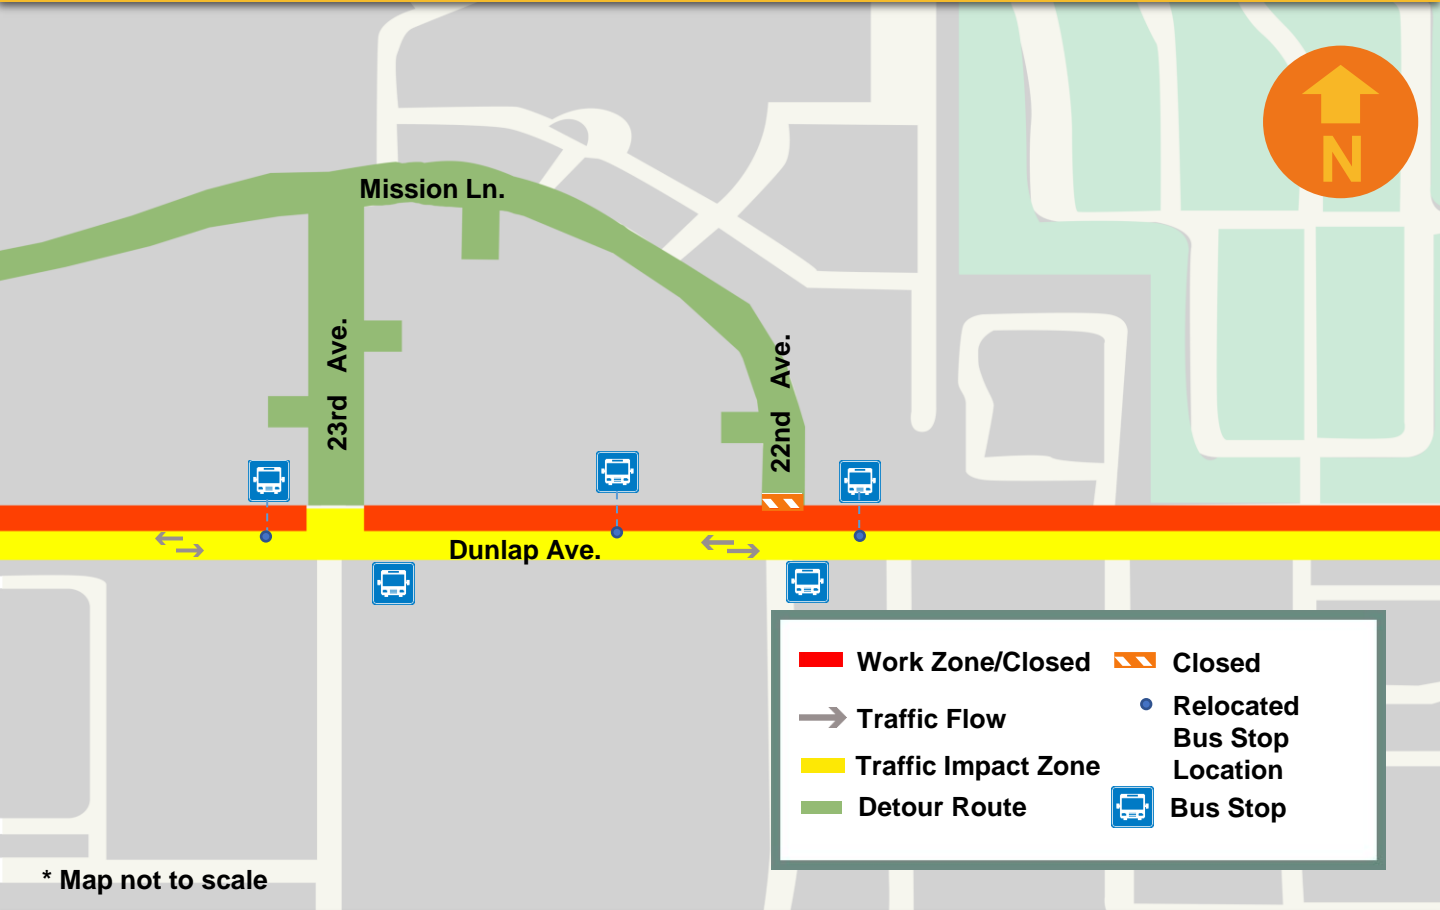 N
Mission Ln.
23rd Ave.
22nd Ave.
Dunlap Ave.
Work Zone/Closed
Closed
Traffic Flow
Relocated
Bus Stop
Location
Traffic Impact Zone
Detour Route
Bus Stop
* Map not to scale